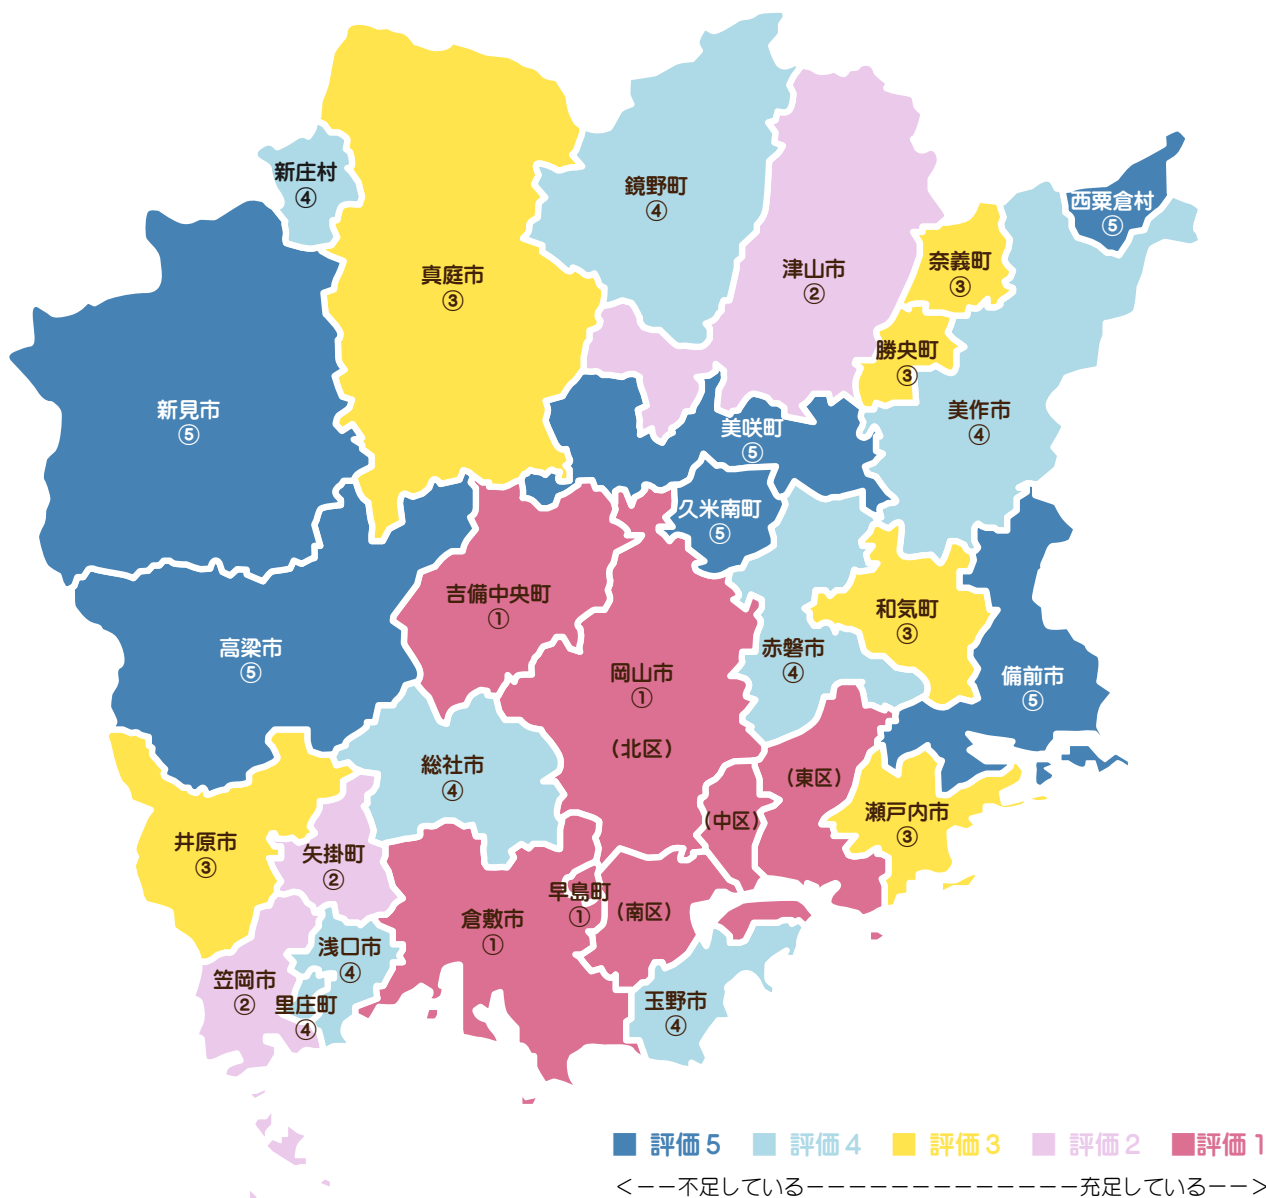 新庄村
④
鏡野町
④
西粟倉村
⑤
真庭市
③
津山市
②
奈義町
③
勝央町
③
新見市
⑤
美咲町
⑤
美作市
④
久米南町
⑤
吉備中央町
①
和気町
③
高梁市
⑤
赤磐市
④
岡山市
①
(北区)
備前市
⑤
総社市
④
(東区)
(中区)
瀬戸内市
③
井原市
③
矢掛町
②
早島町
①
(南区)
倉敷市
①
浅口市
④
笠岡市
②
里庄町
④
玉野市
④
評価5 評価4 評価3 評価2 評価1
<ーー不足しているーーーーーーーーーーーーー充足しているーー>